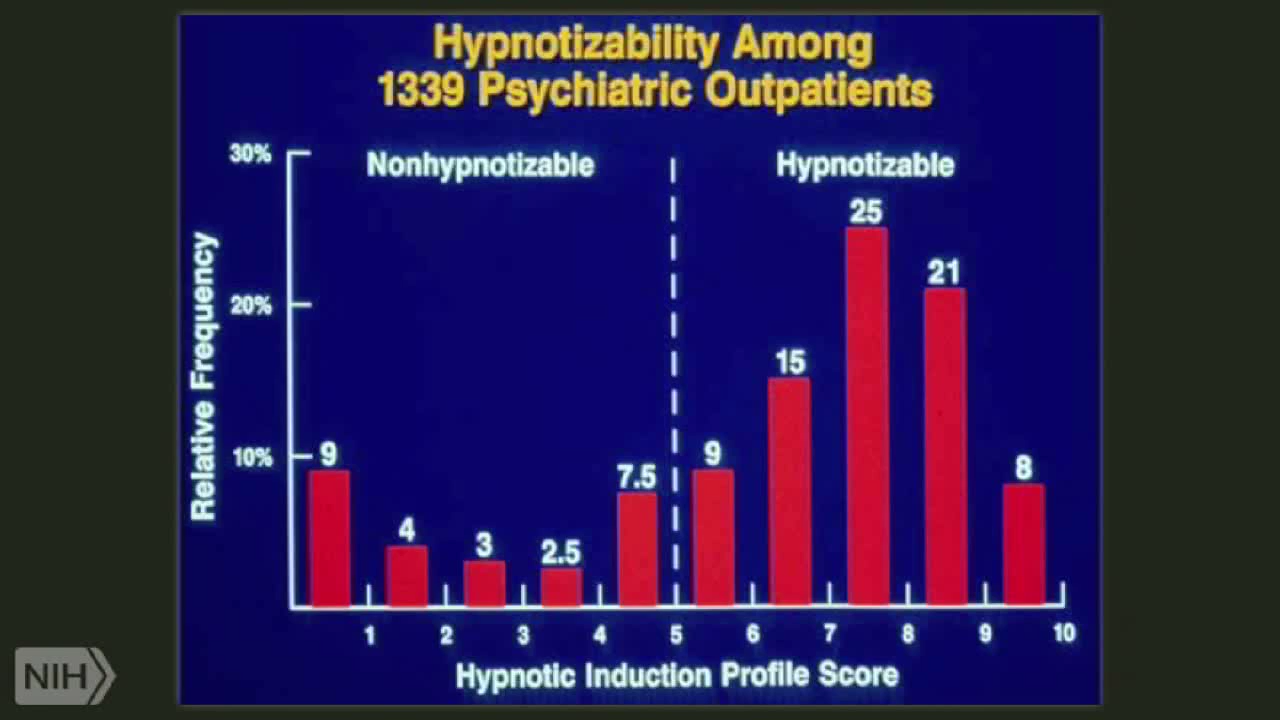 Hypnotizability Among
1339 Psychiatric Outpatients
Nonhypnotizable
Hypnotizable
Relative Frequency
30%
20%
10%
9
4
3
2.5
7.5
9
15
25
21
8
1 2 3 4 5 6 7 8 9 10
Hypnotic Induction Profile Score
NIH